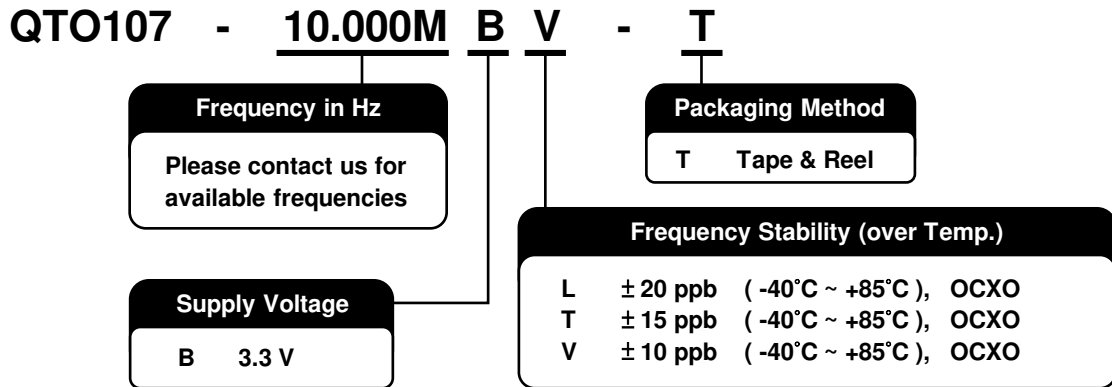 QTO107 - 10.000M B V - T
Frequency in Hz
Please contact us for
available frequencies
Packaging Method
T Tape & Reel
Frequency Stability (over Temp.)
L ± 20 ppb ( -40°C ~ +85°C ), OCXO
T ± 15 ppb ( -40°C ~ +85°C ), OCXO
V ± 10 ppb ( -40°C ~ +85°C ), OCXO
Supply Voltage
B 3.3 V